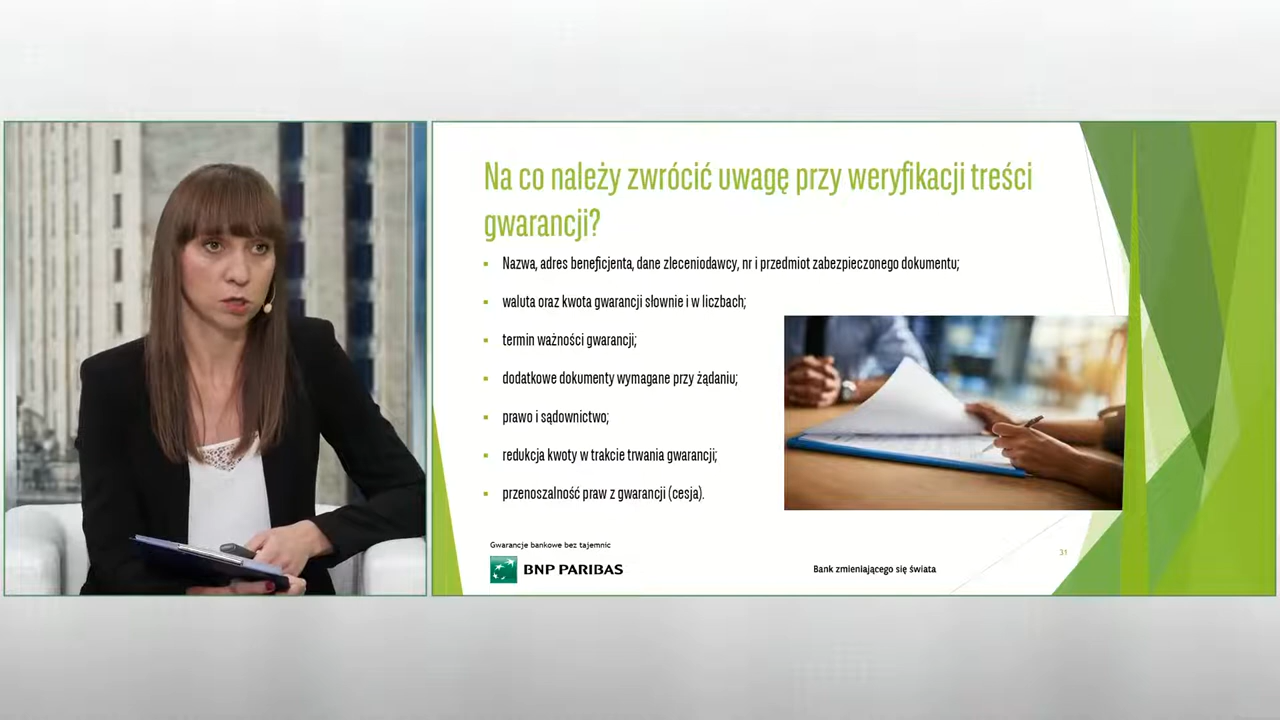 Na co należy zwrócić uwagę przy weryfikacji treści
gwarancji?
Nazwa, adres beneficjenta, dane zleceniodawcy, nr i przedmiot zabezpieczonego dokumentu;
waluta oraz kwota gwarancji słownie i w liczbach;
termin ważności gwarancji;
dodatkowe dokumenty wymagane przy żądaniu;
prawo i sądownictwo;
redukcja kwoty w trakcie trwania gwarancji;
przenoszalność praw z gwarancji (cesja).
Gwarancje bankowe bez tajemnic
BNP PARIBAS
Bank zmieniającego się świata
31